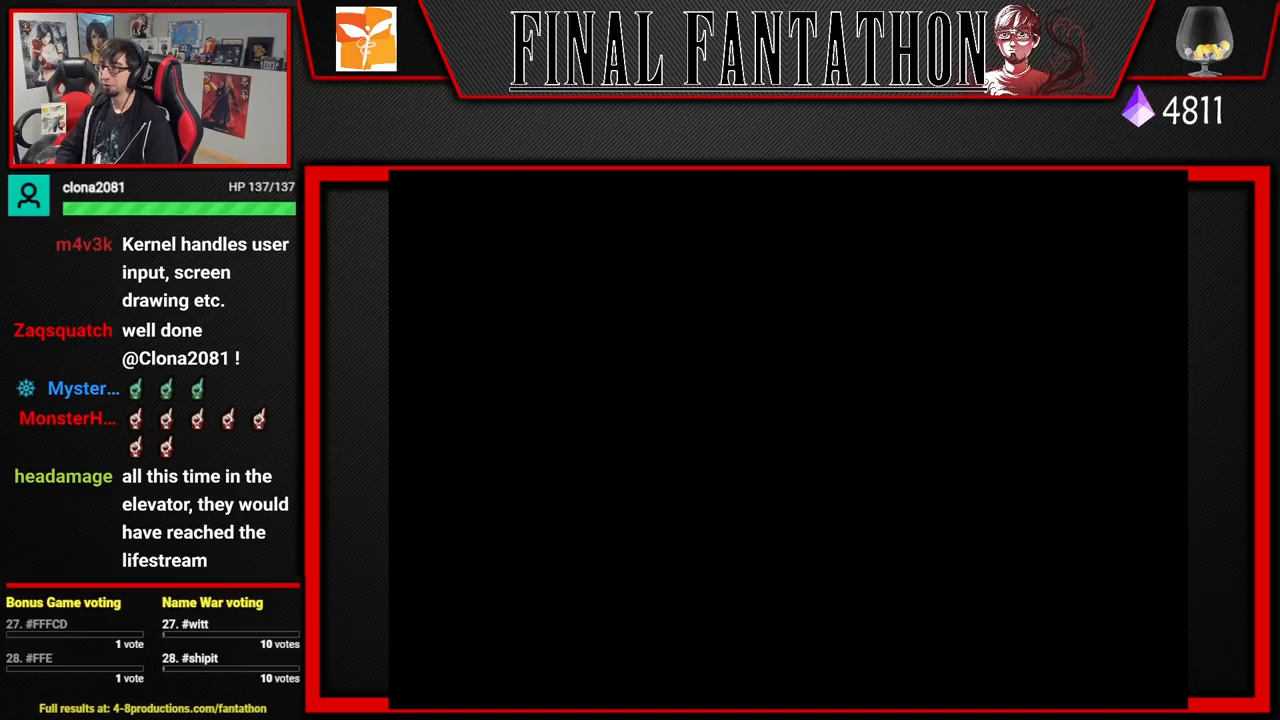 FINAL FANTATHON
4811
clona2081
HP 137/137
m4v3k Kernel handles user
input, screen
drawing etc.
Zaqsquatch well done
@Clona2081 !
Myster...
MonsterH...
headamage all this time in the
elevator, they would
have reached the
lifestream
Bonus Game voting
27. #FFFCD
1 vote
28. #FFE
1 vote
Name War voting
27. #witt
10 votes
28. #shipit
10 votes
Full results at: 4-8productions.com/fantathon